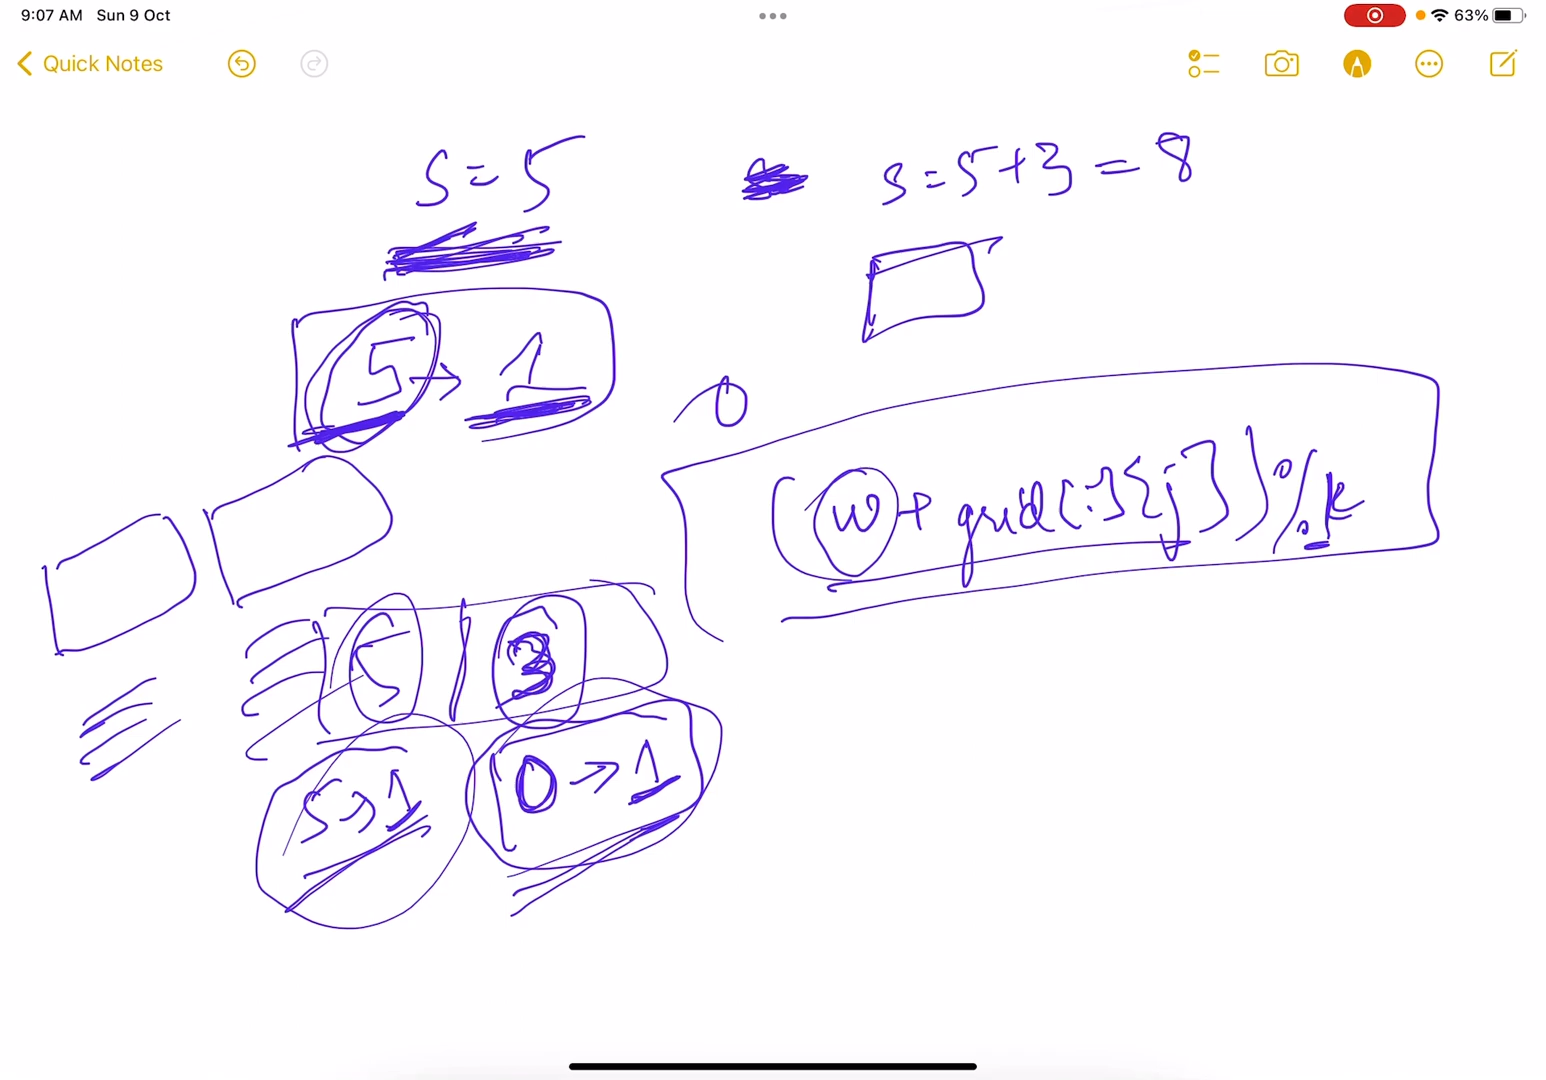 9:07 AM Sun 9 Oct
63%
Quick Notes
S = 5
S = 5 + 3 = 8
5 → 1
0
(w + grid[i][j]) % k
5 | 3
5 → 1
0 → 1